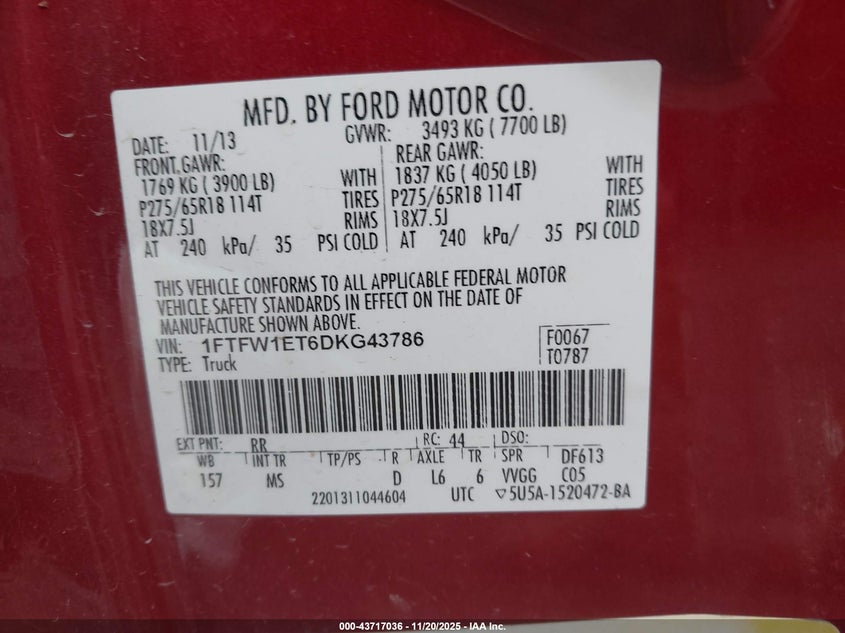 MFD. BY FORD MOTOR CO.
DATE: 11/13 GVWR: 3493 KG ( 7700 LB)
FRONT GAWR: REAR GAWR:
1769 KG ( 3900 LB) WITH 1837 KG ( 4050 LB) WITH
P275/65R18 114T TIRES P275/65R18 114T TIRES
18X7.5J RIMS 18X7.5J RIMS
AT 240 kPa/ 35 PSI COLD AT 240 kPa/ 35 PSI COLD
THIS VEHICLE CONFORMS TO ALL APPLICABLE FEDERAL MOTOR
VEHICLE SAFETY STANDARDS IN EFFECT ON THE DATE OF
MANUFACTURE SHOWN ABOVE.
VIN: 1FTFW1ET6DKG43786 F0067
TYPE: Truck T0787
EXT PNT: RR RC: 44 DSO:
WB INT TR TP/PS R AXLE TR SPR DF613
157 MS D L6 6 VVGG C05
2201311044604 UTC ▽5U5A-1520472-BA
000-43717036 - 11/20/2025 - IAA Inc.